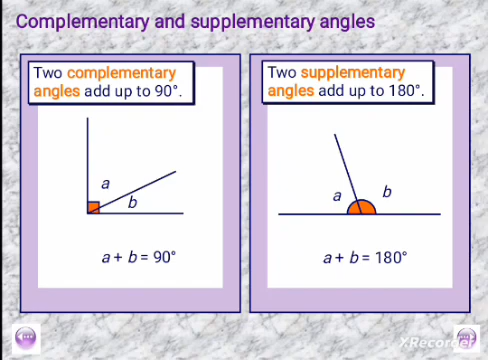 Complementary and supplementary angles
Two complementary
angles add up to 90°.
a
b
a + b = 90°
Two supplementary
angles add up to 180°.
a
b
a + b = 180°
XRecorder